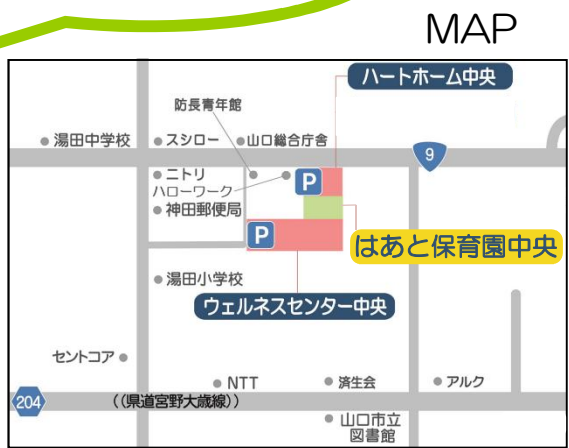 MAP
ハートホーム中央
防長青年館
湯田中学校
スシロー
山口総合庁舎
9
ニトリ
ハローワーク
P
神田郵便局
P
はあと保育園中央
湯田小学校
ウェルネスセンター中央
セントコア
NTT
済生会
アルク
204
((県道宮野大歳線))
山口市立
図書館